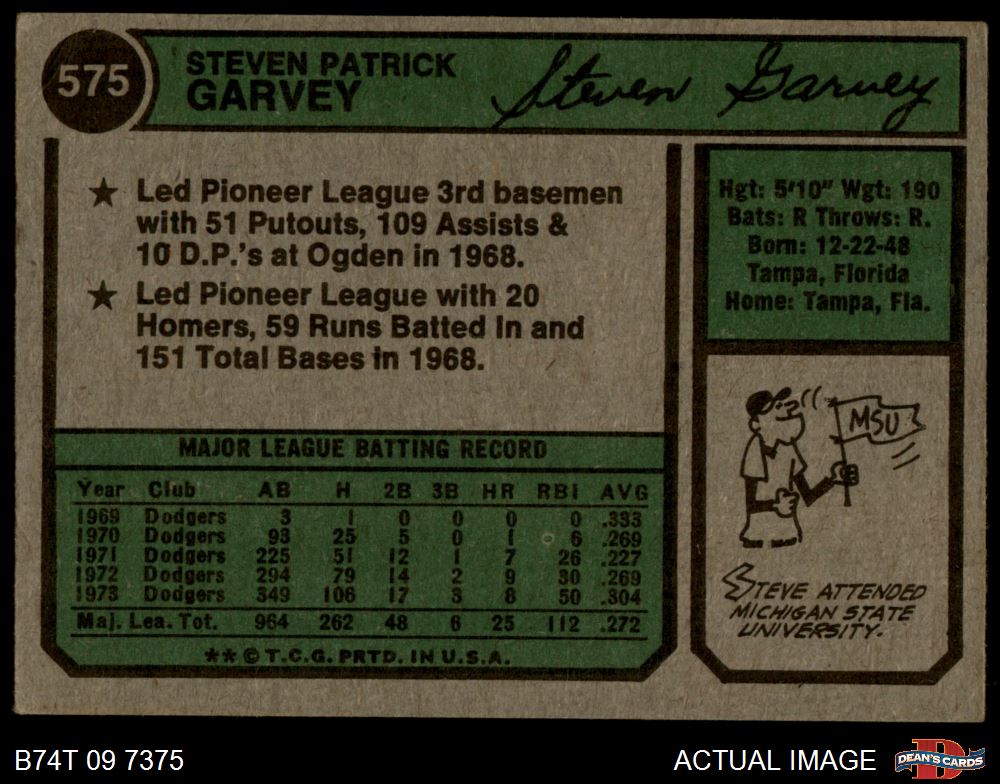 575
STEVEN PATRICK
GARVEY
Steven Garvey
★ Led Pioneer League 3rd basemen
with 51 Putouts, 109 Assists &
10 D.P.'s at Ogden in 1968.
★ Led Pioneer League with 20
Homers, 59 Runs Batted In and
151 Total Bases in 1968.
Hgt: 5'10" Wgt: 190
Bats: R Throws: R.
Born: 12-22-48
Tampa, Florida
Home: Tampa, Fla.
MAJOR LEAGUE BATTING RECORD
Year Club AB H 2B 3B HR RBI AVG
1969 Dodgers 3 1 0 0 0 0 .333
1970 Dodgers 93 25 5 0 1 6 .269
1971 Dodgers 225 51 12 1 7 26 .227
1972 Dodgers 294 79 14 2 9 30 .269
1973 Dodgers 349 106 17 3 8 50 .304
Maj. Lea. Tot. 964 262 48 6 25 112 .272
** © T.C.G. PRTD. IN U.S.A.
MSU
STEVE ATTENDED
MICHIGAN STATE
UNIVERSITY.
B74T 09 7375
ACTUAL IMAGE
D
DEAN'S CARDS